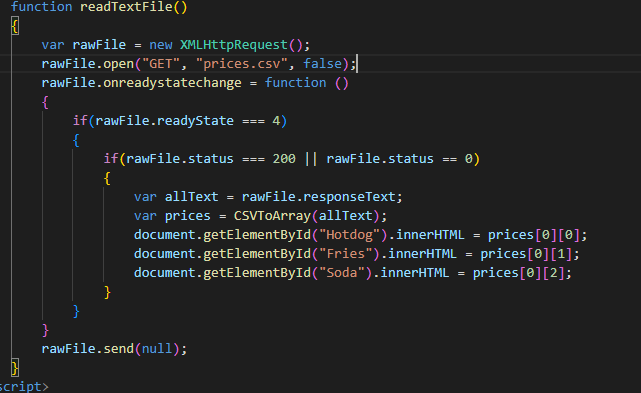 function readTextFile()
{
    var rawFile = new XMLHttpRequest();
    rawFile.open("GET", "prices.csv", false);
    rawFile.onreadystatechange = function ()
    {
        if(rawFile.readyState === 4)
        {
            if(rawFile.status === 200 || rawFile.status == 0)
            {
                var allText = rawFile.responseText;
                var prices = CSVToArray(allText);
                document.getElementById("Hotdog").innerHTML = prices[0][0];
                document.getElementById("Fries").innerHTML = prices[0][1];
                document.getElementById("Soda").innerHTML = prices[0][2];
            }
        }
    }
    rawFile.send(null);
}
script>